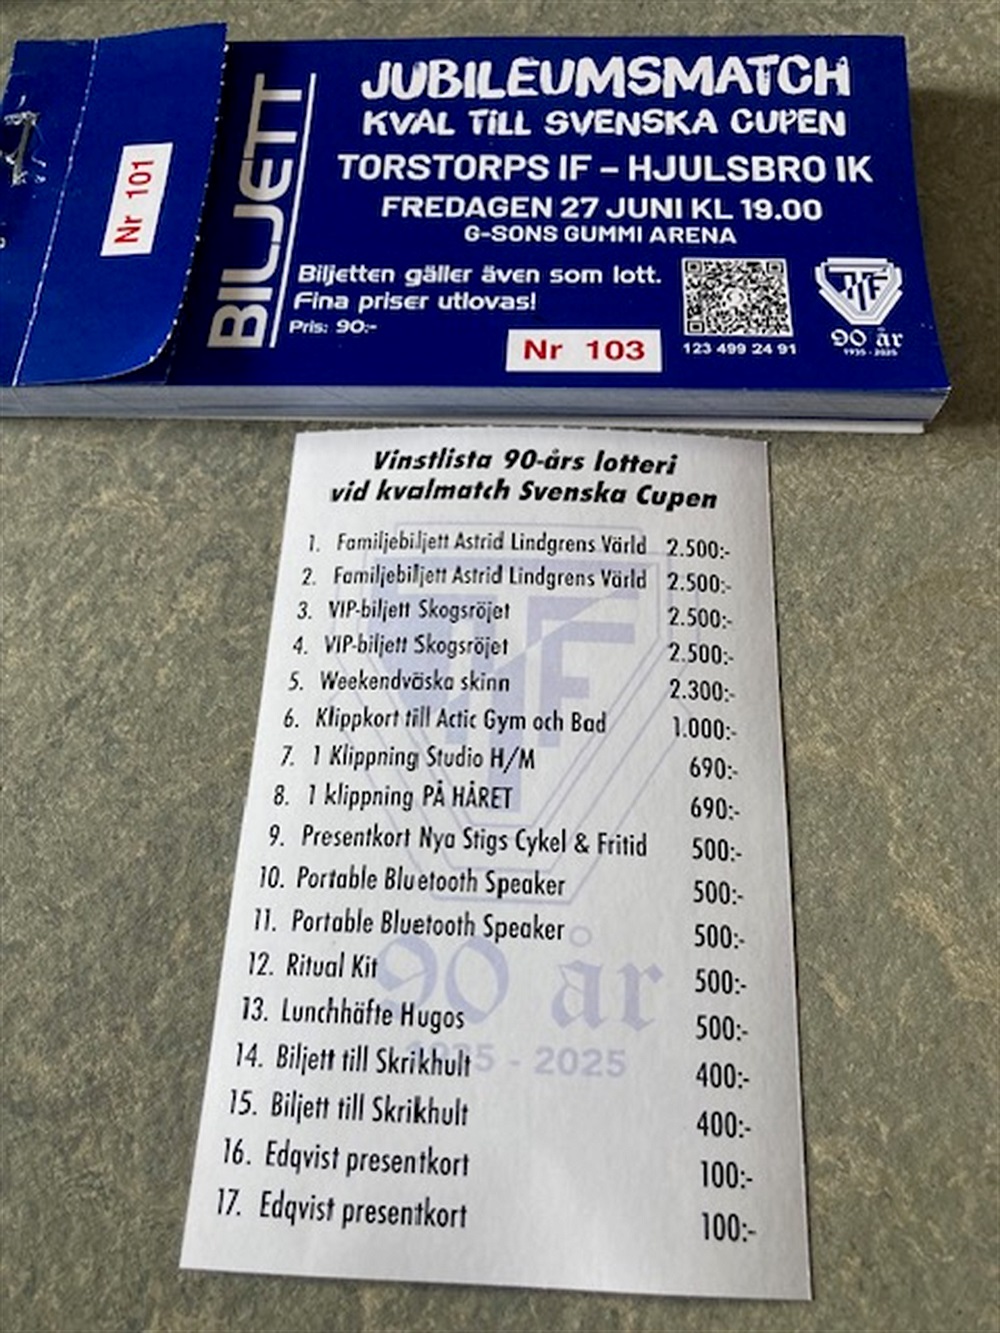 Nr 101
BILJETT
JUBILEUMSMATCH
KVAL TILL SVENSKA CUPEN
TORSTORPS IF – HJULSBRO IK
FREDAGEN 27 JUNI KL 19.00
G-SONS GUMMI ARENA
Biljetten gäller även som lott.
Fina priser utlovas!
Pris: 90:-
Nr 103
123 499 24 91
TIF
90 år
1935 - 2025
Vinstlista 90-års lotteri
vid kvalmatch Svenska Cupen
1. Familjebiljett Astrid Lindgrens Värld 2.500:-
2. Familjebiljett Astrid Lindgrens Värld 2.500:-
3. VIP-biljett Skogsröjet 2.500:-
4. VIP-biljett Skogsröjet 2.500:-
5. Weekendväska skinn 2.300:-
6. Klippkort till Actic Gym och Bad 1.000:-
7. 1 Klippning Studio H/M 690:-
8. 1 klippning PÅ HÅRET 690:-
9. Presentkort Nya Stigs Cykel & Fritid 500:-
10. Portable Bluetooth Speaker 500:-
11. Portable Bluetooth Speaker 500:-
12. Ritual Kit 500:-
13. Lunchhäfte Hugos 500:-
14. Biljett till Skrikhult 400:-
15. Biljett till Skrikhult 400:-
16. Edqvist presentkort 100:-
17. Edqvist presentkort 100:-
TIF
90 år
1935 - 2025